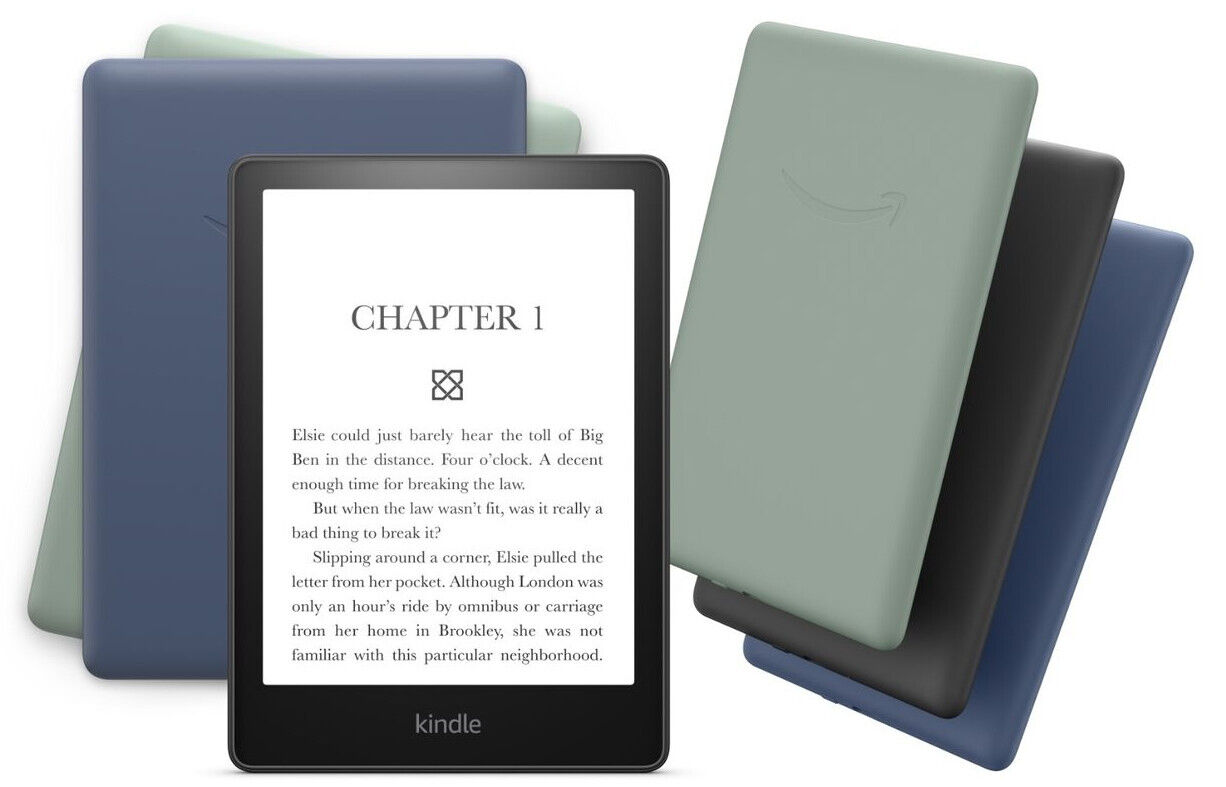 CHAPTER 1
Elsie could just barely hear the toll of Big
Ben in the distance. Four o'clock. A decent
enough time for breaking the law.
But when the law wasn't fit, was it really a
bad thing to break it?
Slipping around a corner, Elsie pulled the
letter from her pocket. Although London was
only an hour's ride by omnibus or carriage
from her home in Brookley, she was not
familiar with this particular neighborhood.
kindle